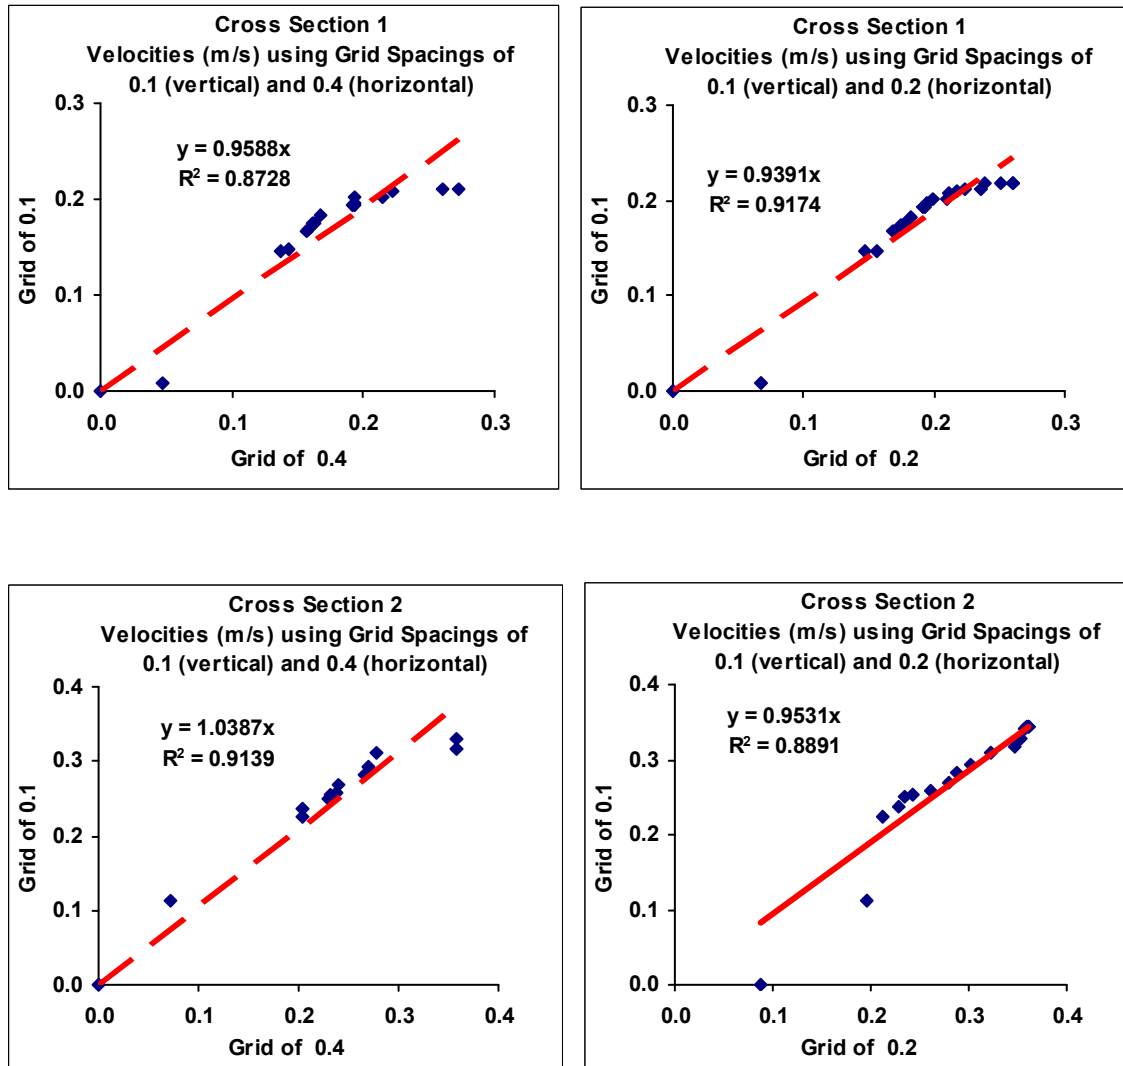 Cross Section 1
Velocities (m/s) using Grid Spacings of
0.1 (vertical) and 0.4 (horizontal)
0.3
y = 0.9588x
R² = 0.8728
0.2
Grid of 0.1
0.1
0.0
0.0 0.1 0.2 0.3
Grid of 0.4
Cross Section 1
Velocities (m/s) using Grid Spacings of
0.1 (vertical) and 0.2 (horizontal)
0.3
y = 0.9391x
R² = 0.9174
0.2
Grid of 0.1
0.1
0.0
0.0 0.1 0.2 0.3
Grid of 0.2
Cross Section 2
Velocities (m/s) using Grid Spacings of
0.1 (vertical) and 0.4 (horizontal)
0.4
y = 1.0387x
R² = 0.9139
0.3
0.2
Grid of 0.1
0.1
0.0
0.0 0.1 0.2 0.3 0.4
Grid of 0.4
Cross Section 2
Velocities (m/s) using Grid Spacings of
0.1 (vertical) and 0.2 (horizontal)
0.4
y = 0.9531x
R² = 0.8891
0.3
0.2
Grid of 0.1
0.1
0.0
0.0 0.1 0.2 0.3 0.4
Grid of 0.2